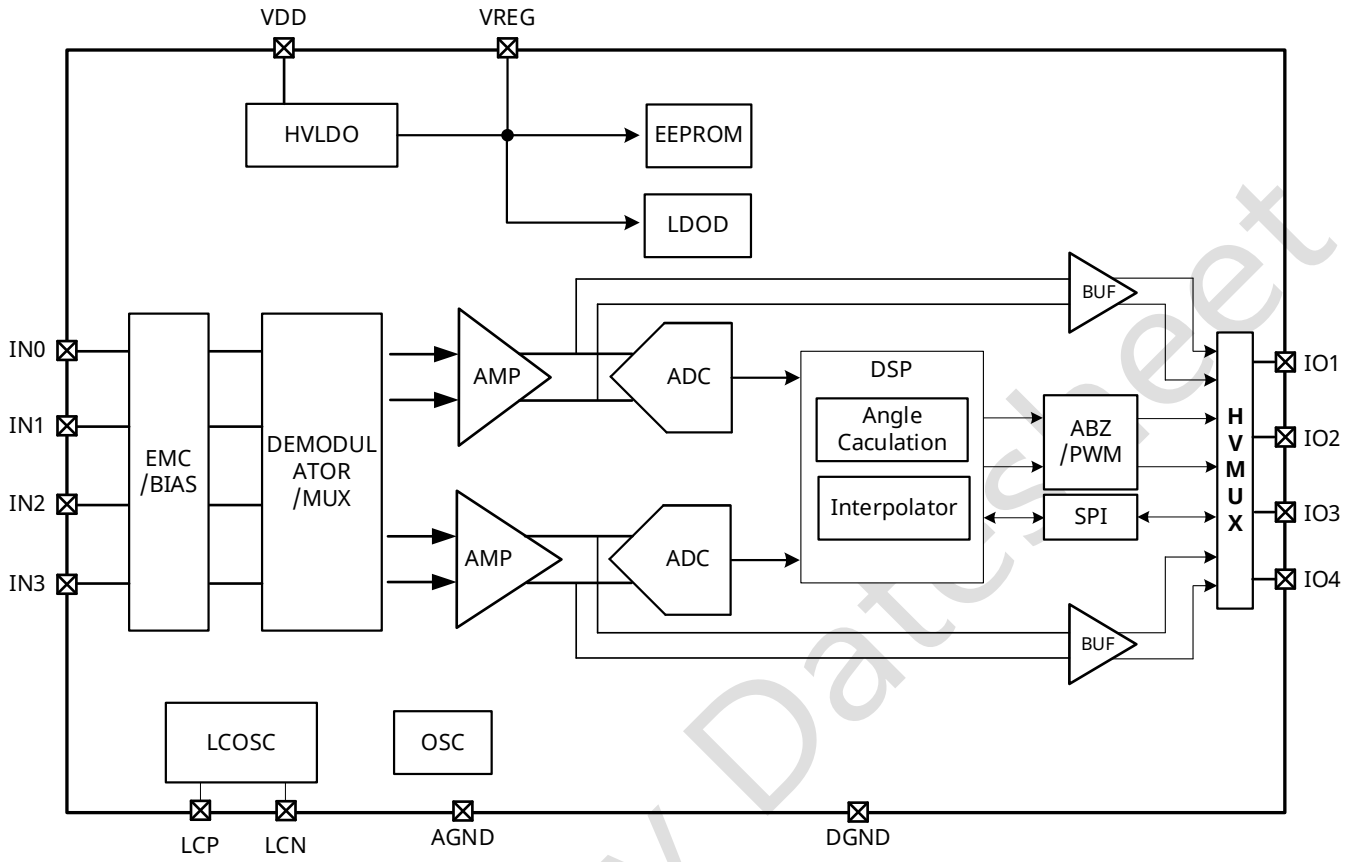 VDD
VREG
HVLDO
EEPROM
LDOD
BUF
IN0
IN1
IN2
IN3
EMC
/BIAS
DEMODUL
ATOR
/MUX
AMP
ADC
AMP
ADC
DSP
Angle
Caculation
Interpolator
ABZ
/PWM
SPI
BUF
H
V
M
U
X
IO1
IO2
IO3
IO4
LCOSC
OSC
LCP
LCN
AGND
DGND
y Datesheet